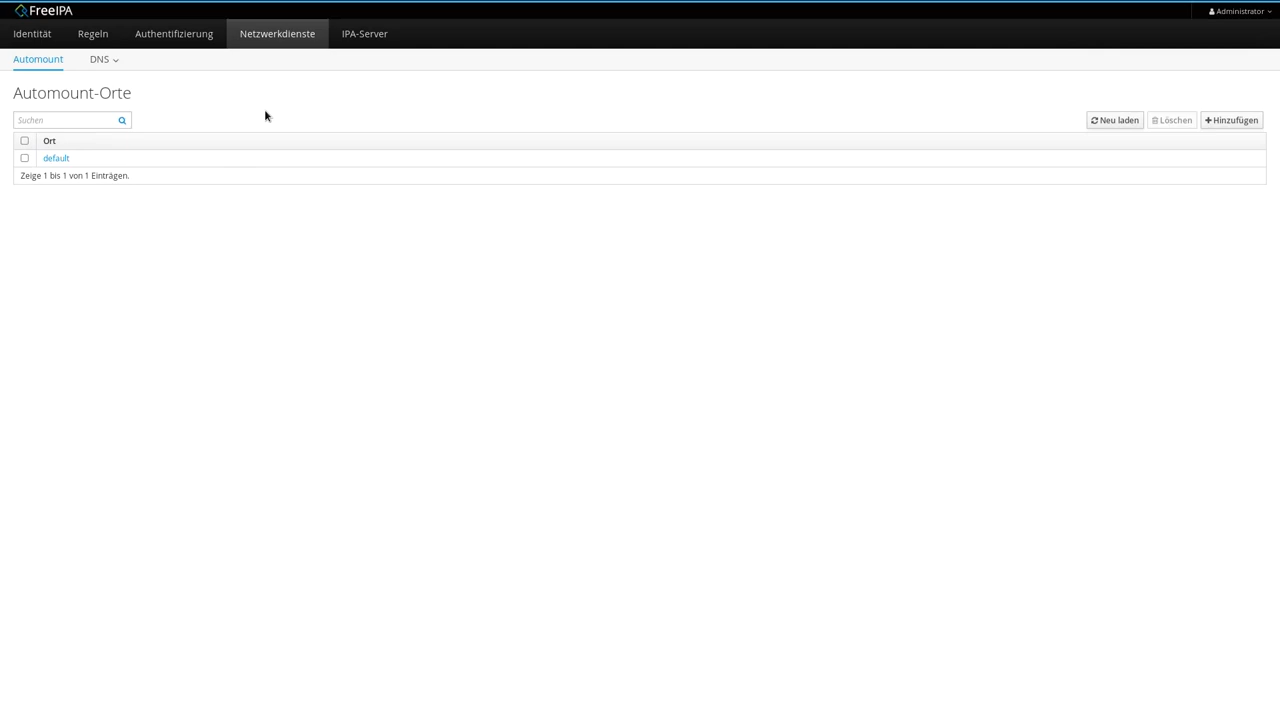 FreeIPA
Administrator
Identität Regeln Authentifizierung Netzwerkdienste IPA-Server
Automount DNS
Automount-Orte
Suchen Neu laden Löschen Hinzufügen
Ort
default
Zeige 1 bis 1 von 1 Einträgen.